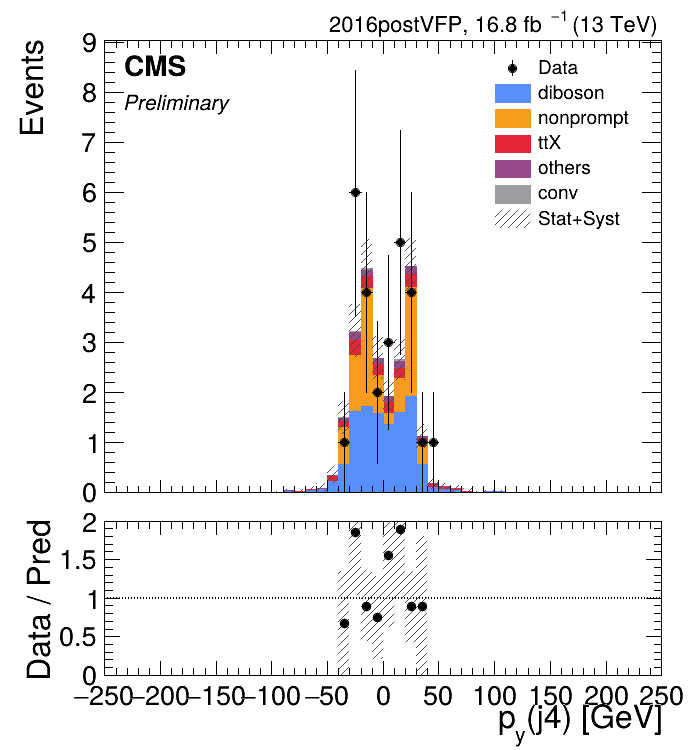 2016postVFP, 16.8 fb −1 (13 TeV)
CMS
Preliminary
Events
Data
diboson
nonprompt
ttX
others
conv
Stat+Syst
9
8
7
6
5
4
3
2
1
0
Data / Pred
2
1.5
1
0.5
0
−250 −200 −150 −100 −50 0 50 100 150 200 250
p_y(j4) [GeV]